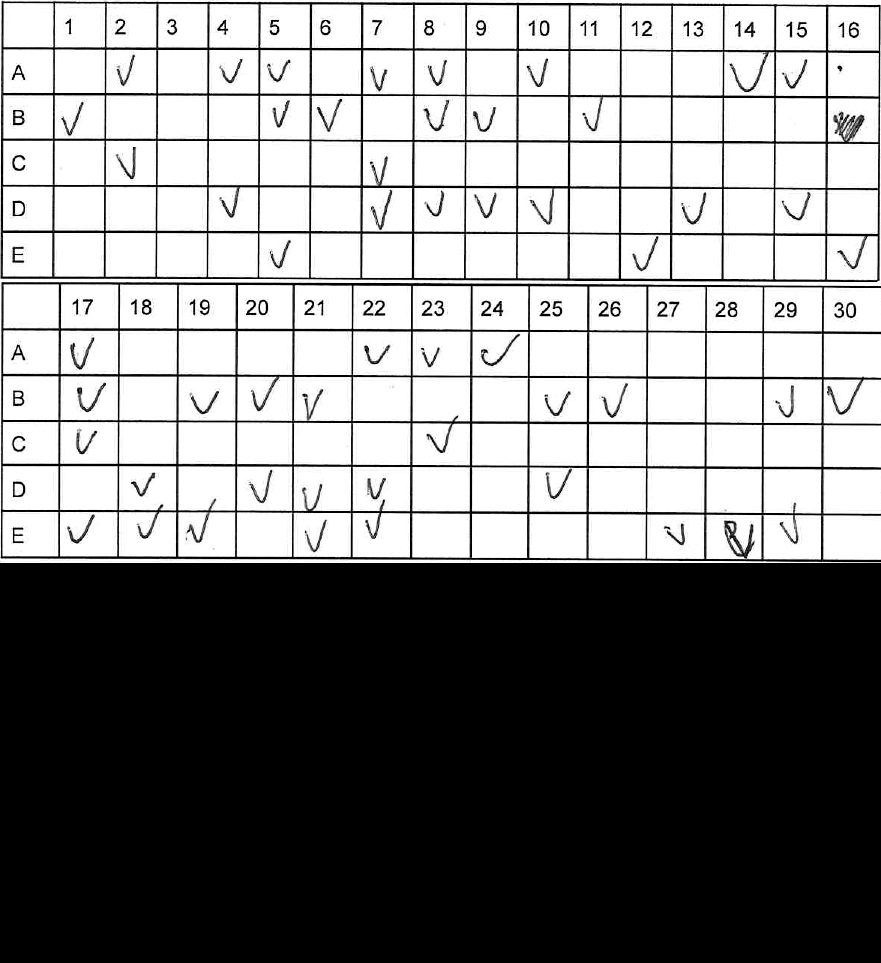 1 2 3 4 5 6 7 8 9 10 11 12 13 14 15 16
A ✓ ✓ ✓ ✓ ✓ ✓ ✓ ✓
B ✓ ✓ ✓ ✓ ✓ ✓
C ✓ ✓
D ✓ ✓ ✓ ✓ ✓ ✓ ✓
E ✓ ✓ ✓
17 18 19 20 21 22 23 24 25 26 27 28 29 30
A ✓ ✓ ✓ ✓
B ✓ ✓ ✓ ✓ ✓ ✓ ✓ ✓
C ✓ ✓
D ✓ ✓ ✓ ✓ ✓
E ✓ ✓ ✓ ✓ ✓ ✓ ✓ ✓